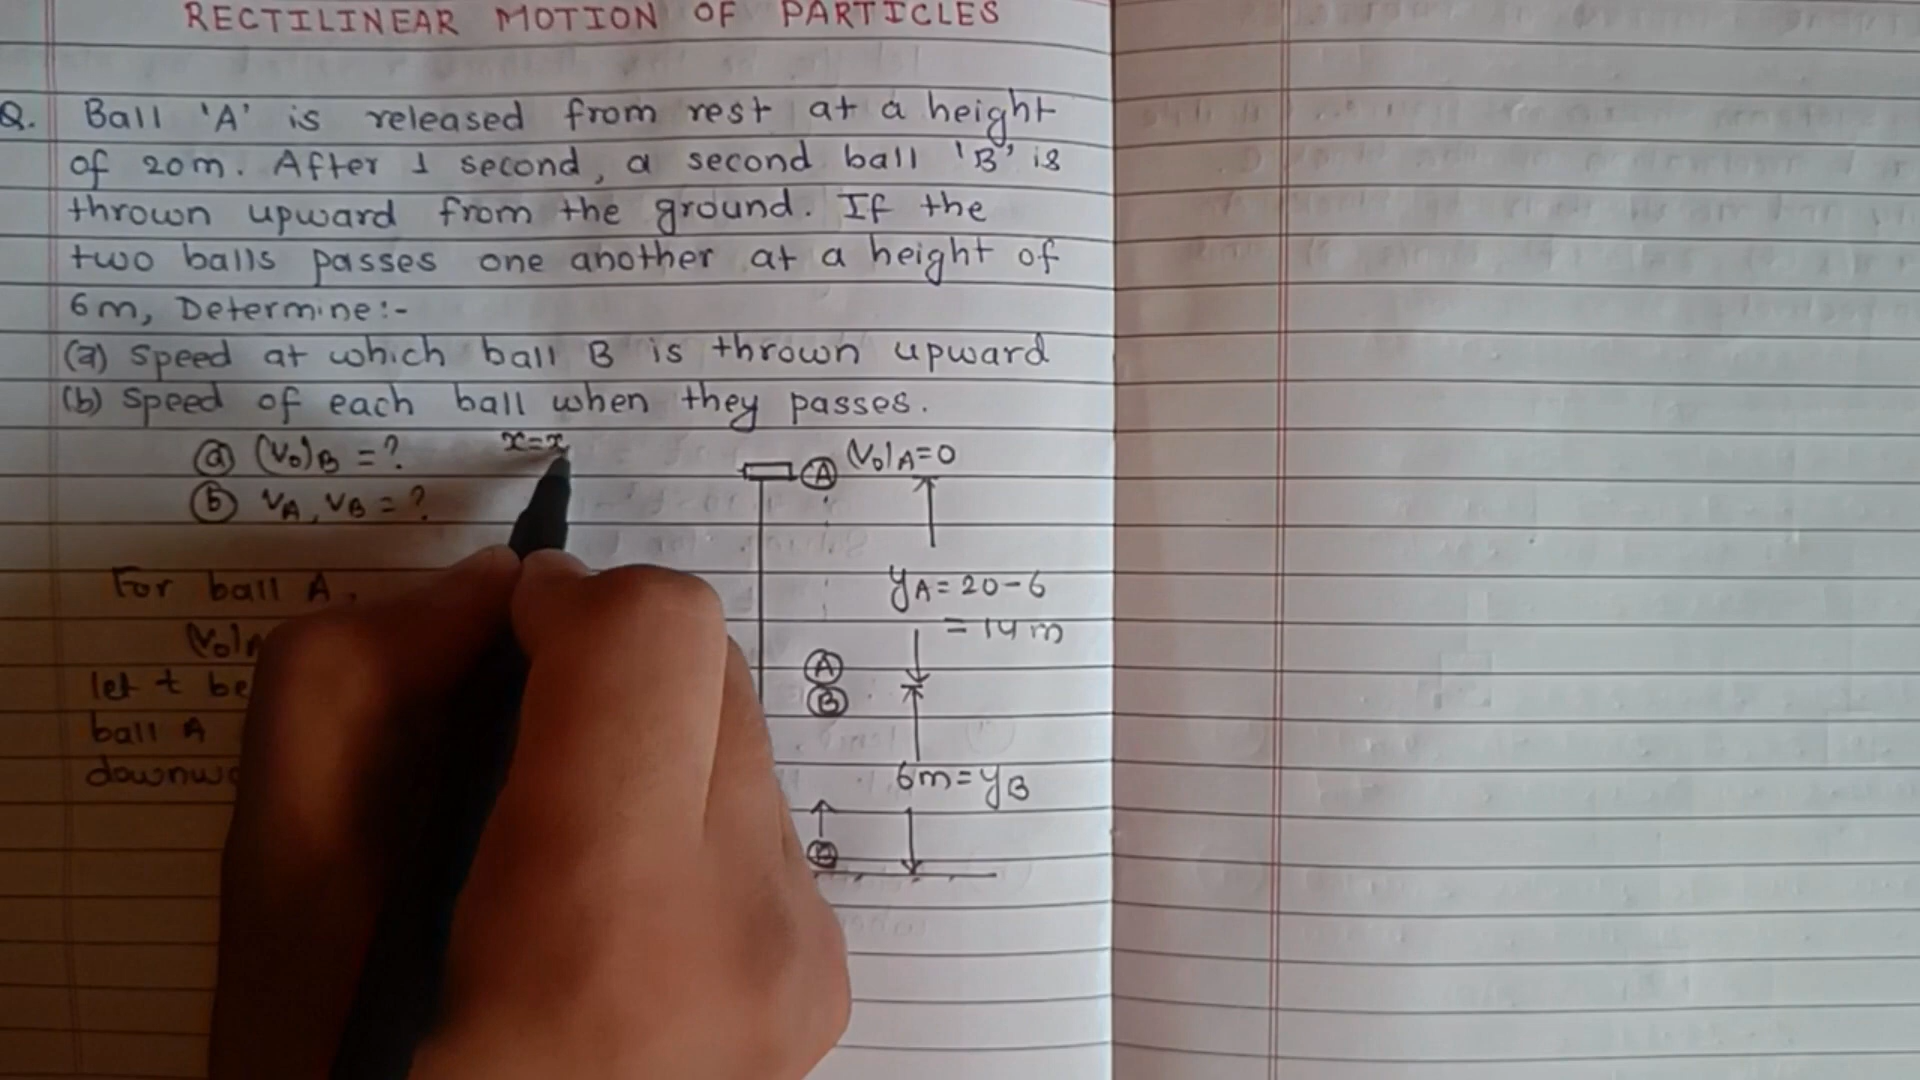 RECTILINEAR MOTION OF PARTICLES
Q. Ball 'A' is released from rest at a height
of 20m. After 1 second, a second ball 'B' is
thrown upward from the ground. If the
two balls passes one another at a height of
6m, Determine:-
(a) Speed at which ball B is thrown upward
(b) Speed of each ball when they passes.
ⓐ (V₀)B = ?
x=x
ⓑ VA, VB = ?
Ⓐ (V₀)A=0
For ball A,
yA = 20-6
= 14 m
let t be
Ⓐ
Ⓑ
ball A
6m = yB
Ⓑ